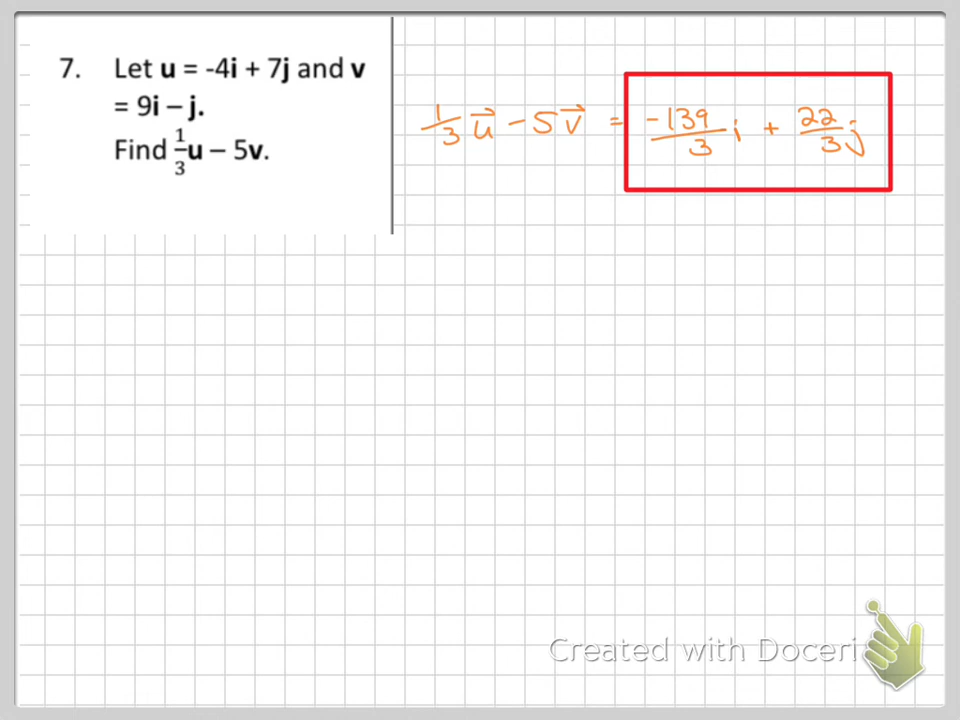 7. Let u = -4i + 7j and v
= 9i – j.
Find 1/3 u – 5v.
1/3 u⃗ - 5v⃗ = -139/3 i + 22/3 j
Created with Doceri